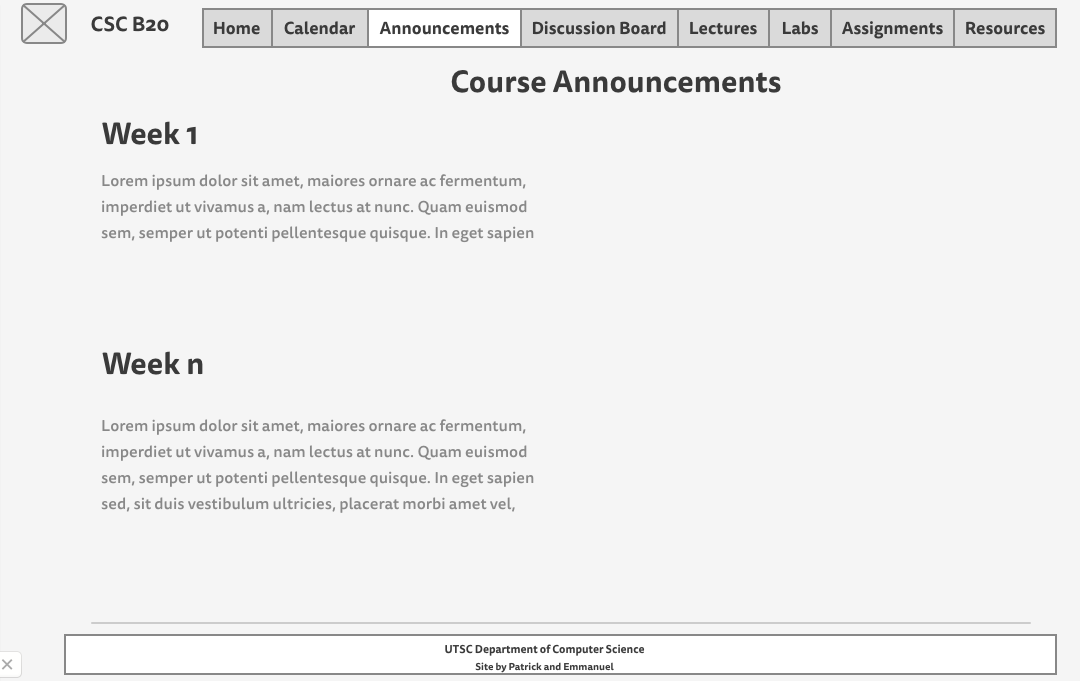 CSC B20
Home Calendar Announcements Discussion Board Lectures Labs Assignments Resources
Course Announcements
Week 1
Lorem ipsum dolor sit amet, maiores ornare ac fermentum,
imperdiet ut vivamus a, nam lectus at nunc. Quam euismod
sem, semper ut potenti pellentesque quisque. In eget sapien
Week n
Lorem ipsum dolor sit amet, maiores ornare ac fermentum,
imperdiet ut vivamus a, nam lectus at nunc. Quam euismod
sem, semper ut potenti pellentesque quisque. In eget sapien
sed, sit duis vestibulum ultricies, placerat morbi amet vel,
UTSC Department of Computer Science
Site by Patrick and Emmanuel